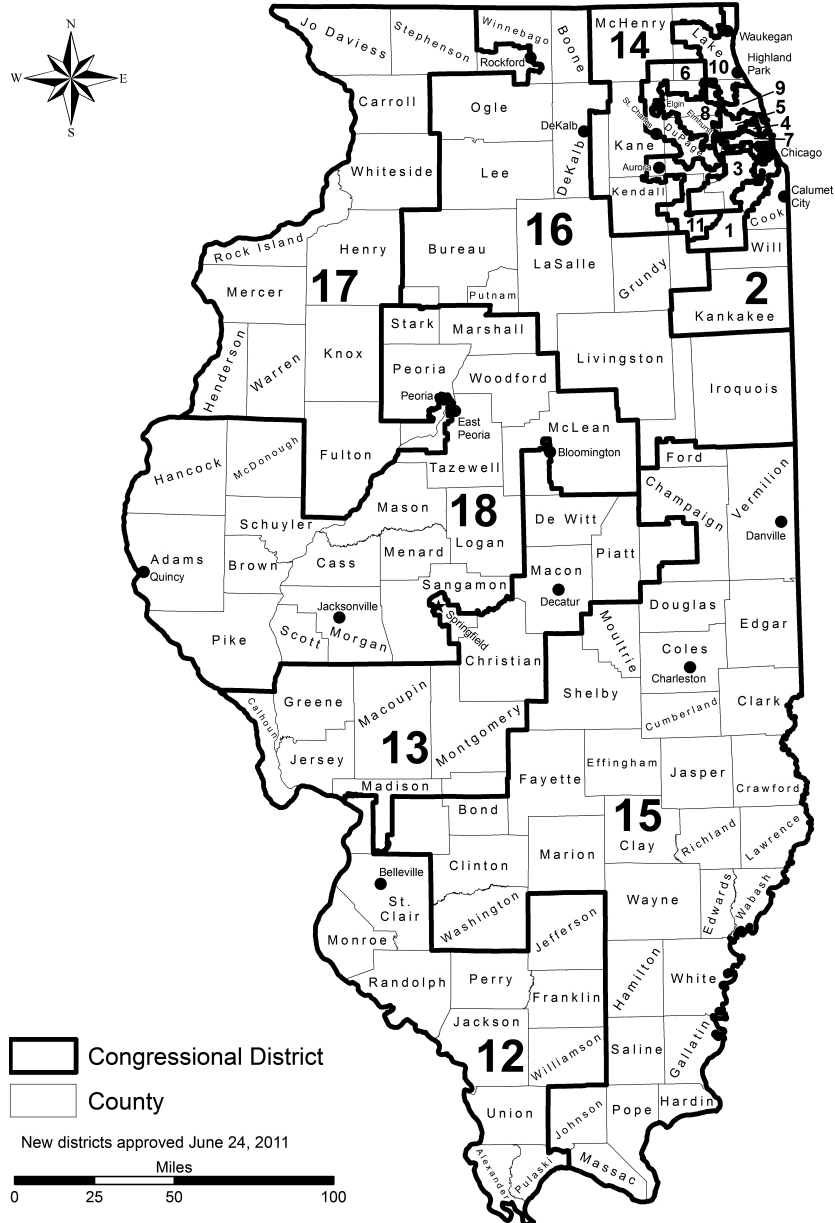 N
W
E
S
Jo Daviess
Stephenson
Winnebago
Boone
McHenry
Lake
Waukegan
14
Rockford
Highland
Park
10
6
Carroll
Ogle
9
5
4
7
8
Elgin
St. Charles
Elmhurst
DuPage
DeKalb
Kane
Chicago
Whiteside
Lee
DeKalb
Aurora
3
Kendall
Calumet
City
Cook
16
11
1
Will
Rock Island
Henry
Bureau
LaSalle
Grundy
2
Mercer
17
Putnam
Kankakee
Stark
Marshall
Henderson
Warren
Knox
Peoria
Woodford
Livingston
Iroquois
Peoria
East
Peoria
McLean
Bloomington
Hancock
McDonough
Fulton
Tazewell
Ford
Champaign
Vermilion
Mason
18
Schuyler
Logan
De Witt
Danville
Adams
Quincy
Brown
Cass
Menard
Piatt
Macon
Decatur
Sangamon
Springfield
Jacksonville
Douglas
Edgar
Pike
Scott
Morgan
Christian
Moultrie
Coles
Charleston
Shelby
Clark
Cumberland
Calhoun
Greene
Macoupin
Montgomery
13
Jersey
Effingham
Jasper
Fayette
Crawford
Madison
Bond
15
Clay
Richland
Lawrence
Marion
Clinton
Belleville
St.
Clair
Washington
Wayne
Edwards
Wabash
Jefferson
Monroe
Randolph
Perry
Hamilton
White
Franklin
Jackson
12
Williamson
Saline
Gallatin
Union
Johnson
Pope
Hardin
Alexander
Pulaski
Massac
Congressional District
County
New districts approved June 24, 2011
Miles
0 25 50 100